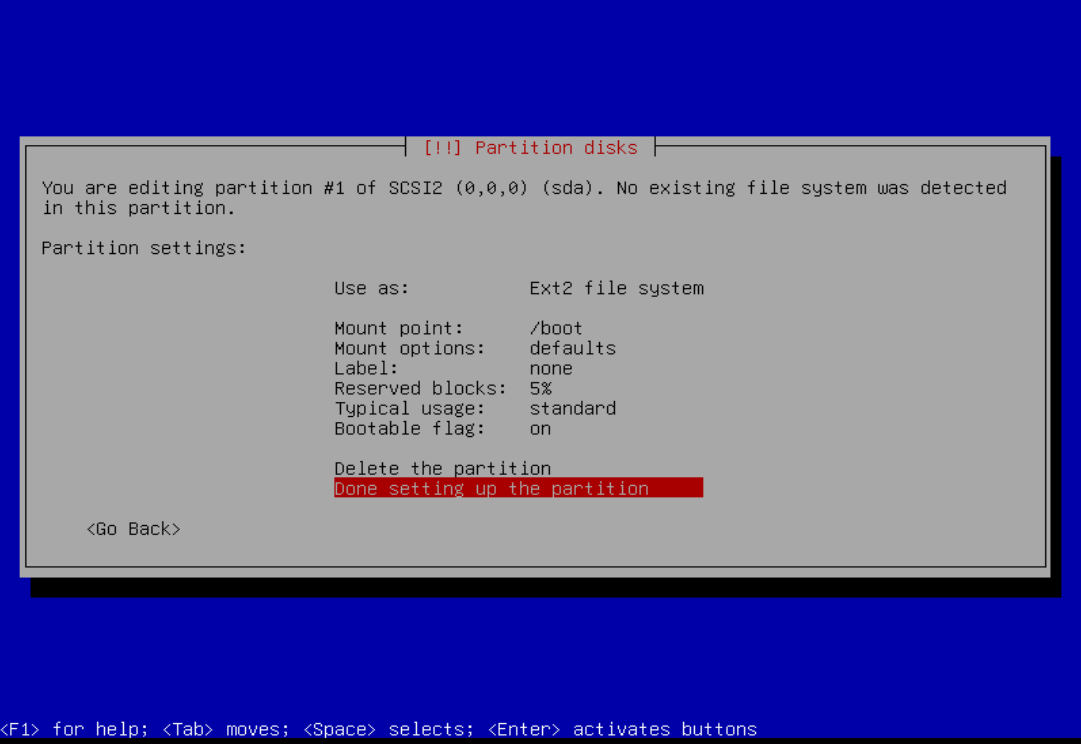 [!!] Partition disks
You are editing partition #1 of SCSI2 (0,0,0) (sda). No existing file system was detected
in this partition.
Partition settings:
Use as: Ext2 file system
Mount point: /boot
Mount options: defaults
Label: none
Reserved blocks: 5%
Typical usage: standard
Bootable flag: on
Delete the partition
Done setting up the partition
<Go Back>
<F1> for help; <Tab> moves; <Space> selects; <Enter> activates buttons